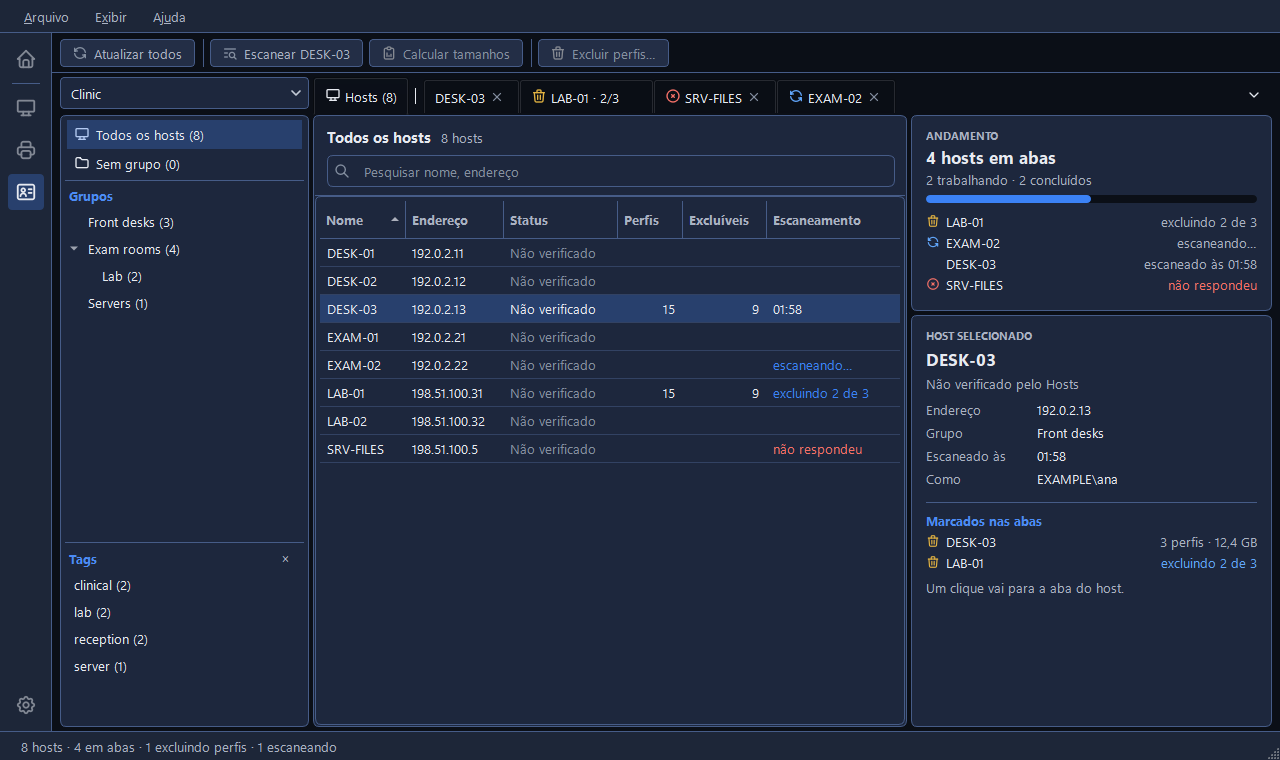 Arquivo Exibir Ajuda
Atualizar todos Escanear DESK-03 Calcular tamanhos Excluir perfis...
Clinic
Hosts (8) DESK-03 LAB-01 · 2/3 SRV-FILES EXAM-02
Todos os hosts (8)
Sem grupo (0)
Grupos
Front desks (3)
Exam rooms (4)
Lab (2)
Servers (1)
Tags
clinical (2)
lab (2)
reception (2)
server (1)
Todos os hosts 8 hosts
Pesquisar nome, endereço
Nome Endereço Status Perfis Excluíveis Escaneamento
DESK-01 192.0.2.11 Não verificado
DESK-02 192.0.2.12 Não verificado
DESK-03 192.0.2.13 Não verificado 15 9 01:58
EXAM-01 192.0.2.21 Não verificado
EXAM-02 192.0.2.22 Não verificado escaneando...
LAB-01 198.51.100.31 Não verificado 15 9 excluindo 2 de 3
LAB-02 198.51.100.32 Não verificado
SRV-FILES 198.51.100.5 Não verificado não respondeu
ANDAMENTO
4 hosts em abas
2 trabalhando · 2 concluídos
LAB-01 excluindo 2 de 3
EXAM-02 escaneando...
DESK-03 escaneado às 01:58
SRV-FILES não respondeu
HOST SELECIONADO
DESK-03
Não verificado pelo Hosts
Endereço 192.0.2.13
Grupo Front desks
Escaneado às 01:58
Como EXAMPLE\ana
Marcados nas abas
DESK-03 3 perfis · 12,4 GB
LAB-01 excluindo 2 de 3
Um clique vai para a aba do host.
8 hosts · 4 em abas · 1 excluindo perfis · 1 escaneando